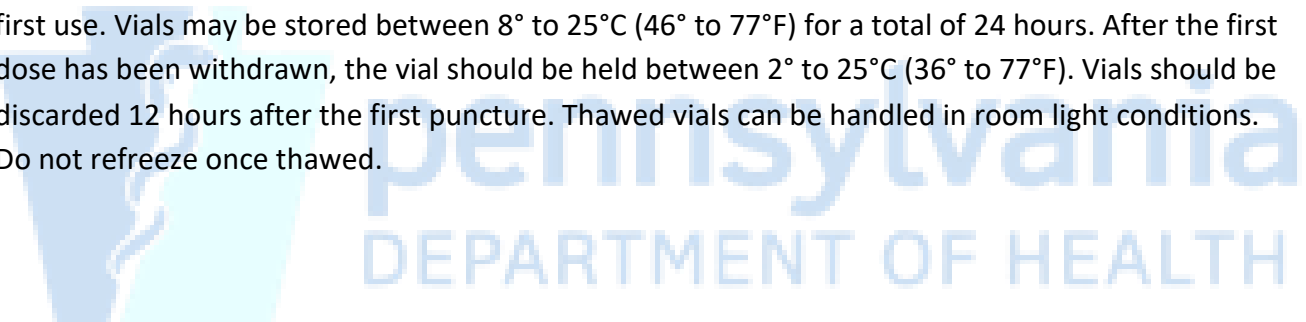 first use. Vials may be stored between 8° to 25°C (46° to 77°F) for a total of 24 hours. After the first
dose has been withdrawn, the vial should be held between 2° to 25°C (36° to 77°F). Vials should be
discarded 12 hours after the first puncture. Thawed vials can be handled in room light conditions.
Do not refreeze once thawed.
pennsylvania
DEPARTMENT OF HEALTH